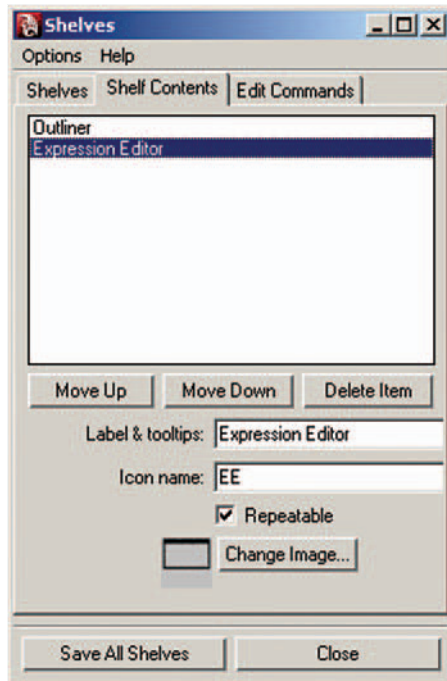 Shelves
Options Help
Shelves Shelf Contents Edit Commands
Outliner
Expression Editor
Move Up Move Down Delete Item
Label & tooltips: Expression Editor
Icon name: EE
Repeatable
Change Image...
Save All Shelves Close